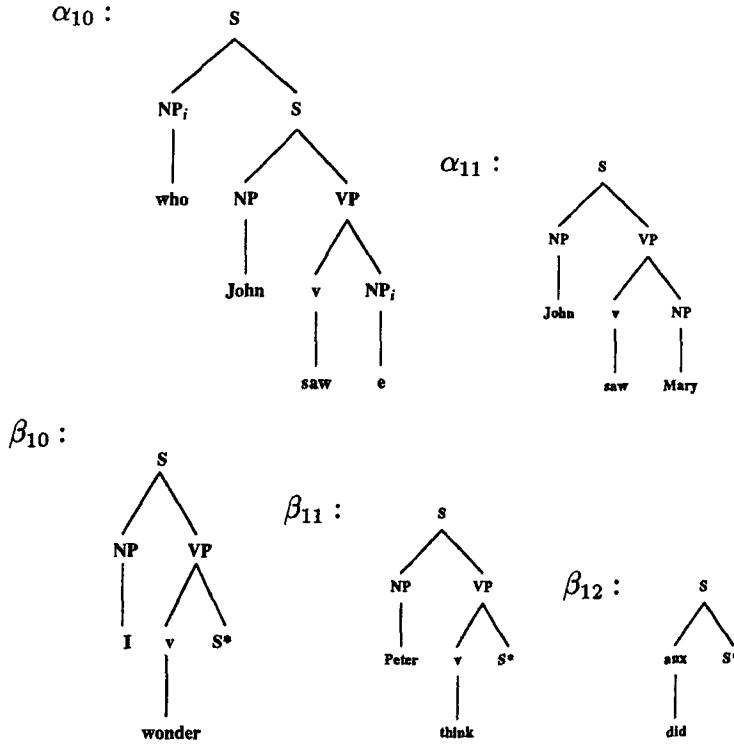 α₁₀ :
S
NPᵢ S
who NP VP
John v NPᵢ
saw e
α₁₁ :
S
NP VP
John v NP
saw Mary
β₁₀ :
S
NP VP
I v S*
wonder
β₁₁ :
S
NP VP
Peter v S*
think
β₁₂ :
S
aux S*
did